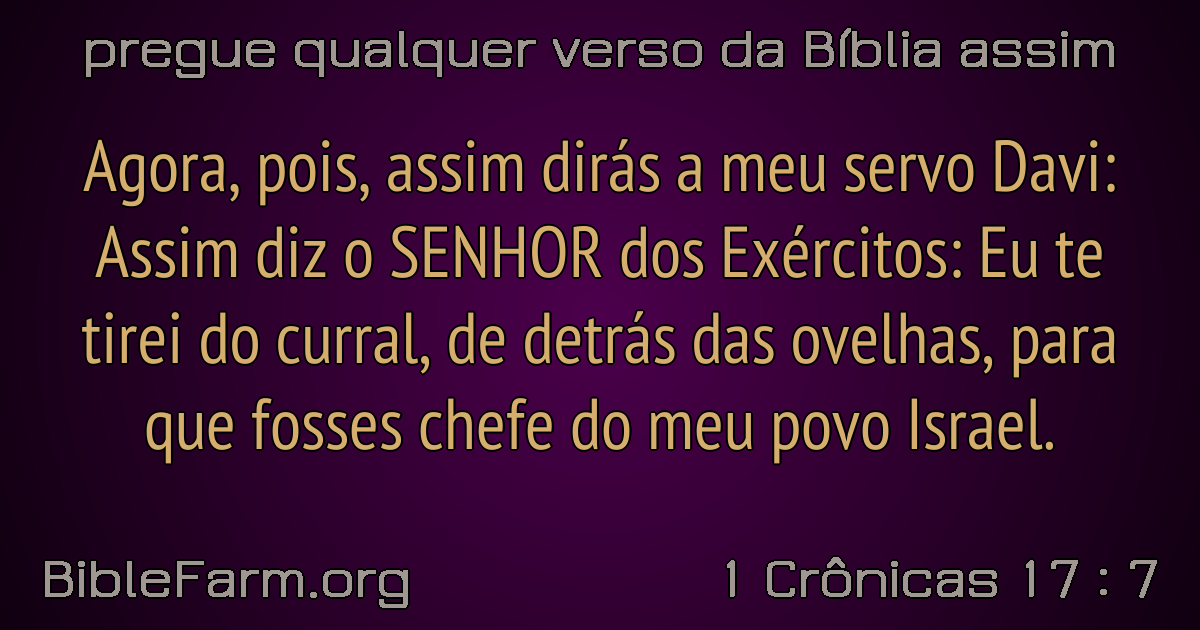 pregue qualquer verso da Bíblia assim
Agora, pois, assim dirás a meu servo Davi:
Assim diz o SENHOR dos Exércitos: Eu te
tirei do curral, de detrás das ovelhas, para
que fosses chefe do meu povo Israel.
BibleFarm.org
1 Crônicas 17 : 7